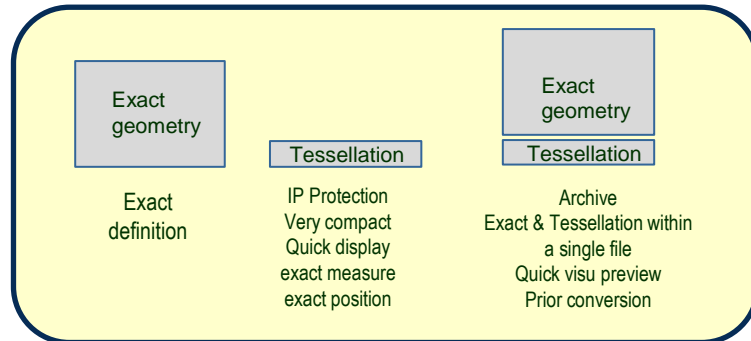 Exact
geometry
Exact
definition
Tessellation
IP Protection
Very compact
Quick display
exact measure
exact position
Exact
geometry
Tessellation
Archive
Exact & Tessellation within
a single file
Quick visu preview
Prior conversion